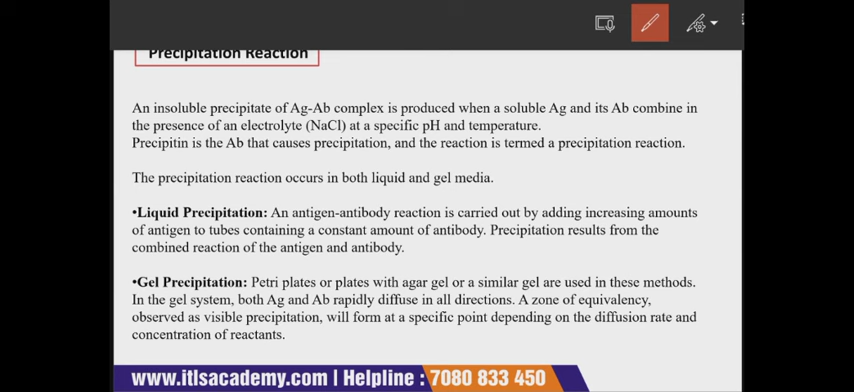 Precipitation Reaction
An insoluble precipitate of Ag-Ab complex is produced when a soluble Ag and its Ab combine in
the presence of an electrolyte (NaCl) at a specific pH and temperature.
Precipitin is the Ab that causes precipitation, and the reaction is termed a precipitation reaction.
The precipitation reaction occurs in both liquid and gel media.
•Liquid Precipitation: An antigen-antibody reaction is carried out by adding increasing amounts
of antigen to tubes containing a constant amount of antibody. Precipitation results from the
combined reaction of the antigen and antibody.
•Gel Precipitation: Petri plates or plates with agar gel or a similar gel are used in these methods.
In the gel system, both Ag and Ab rapidly diffuse in all directions. A zone of equivalency,
observed as visible precipitation, will form at a specific point depending on the diffusion rate and
concentration of reactants.
www.itlsacademy.com | Helpline : 7080 833 450